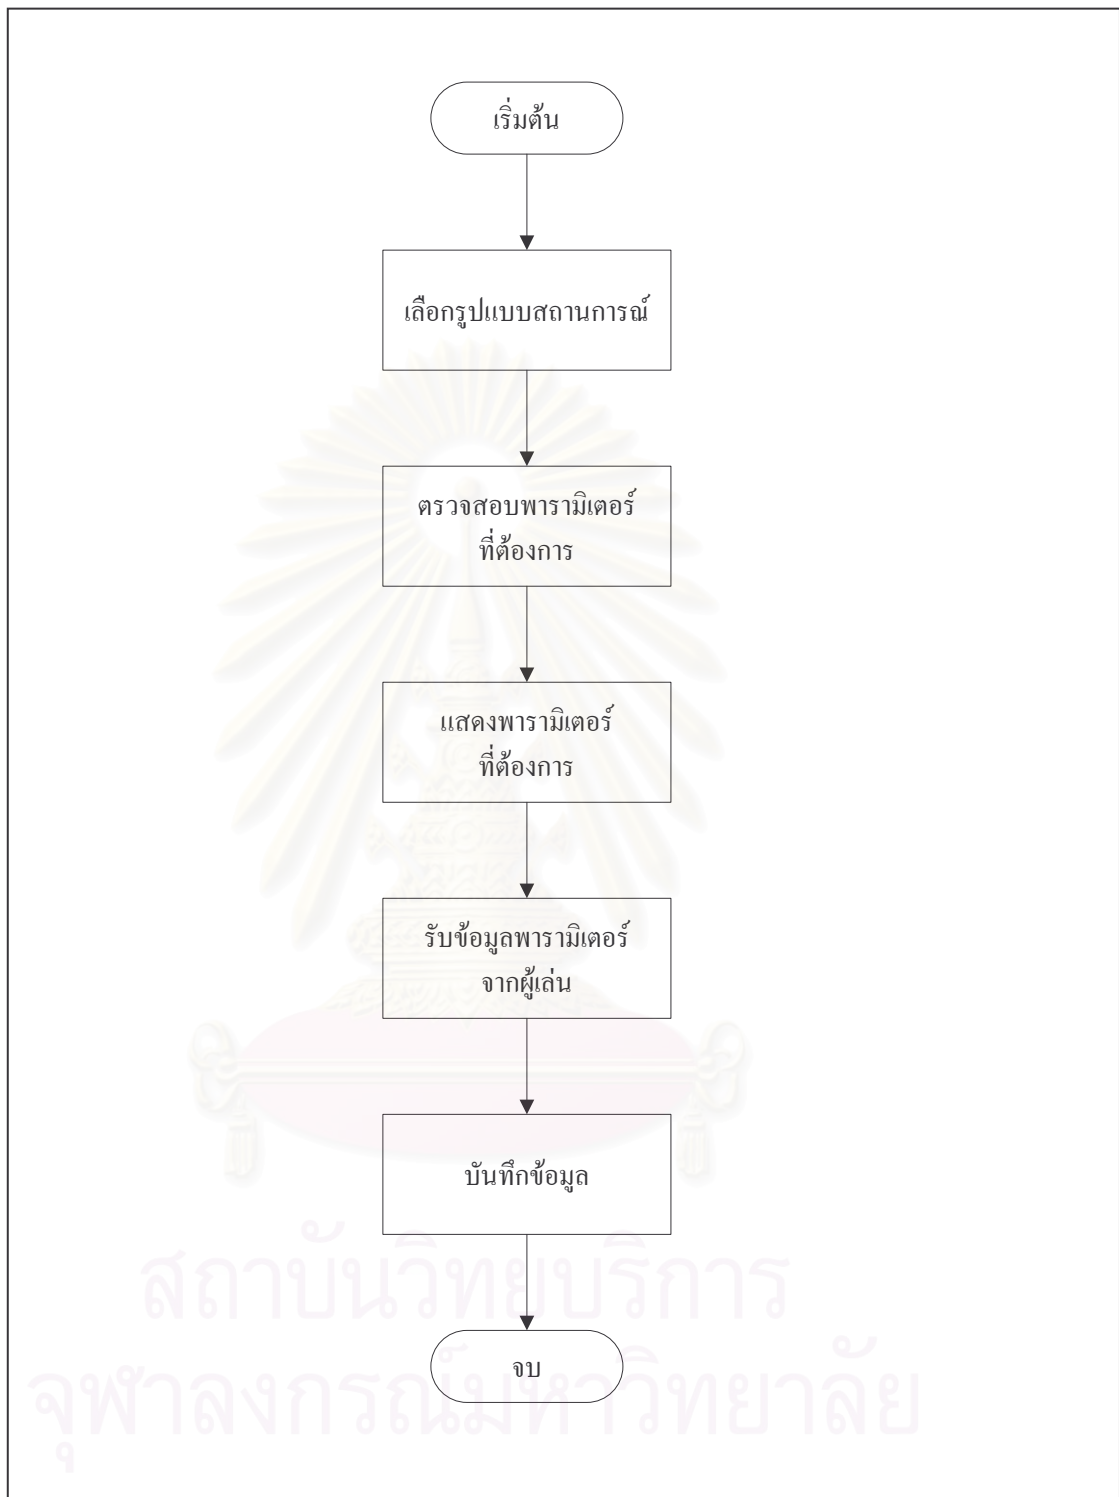 เริ่มต้น
เลือกรูปแบบสถานการณ์
ตรวจสอบพารามิเตอร์
ที่ต้องการ
แสดงพารามิเตอร์
ที่ต้องการ
รับข้อมูลพารามิเตอร์
จากผู้เล่น
บันทึกข้อมูล
จบ
สถาบันวิทยบริการ
จุฬาลงกรณ์มหาวิทยาลัย